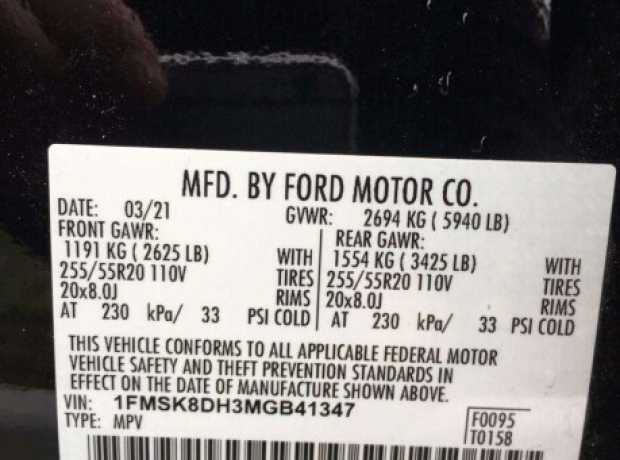 MFD. BY FORD MOTOR CO.
DATE: 03/21 GVWR: 2694 KG ( 5940 LB)
FRONT GAWR: REAR GAWR:
1191 KG ( 2625 LB) WITH 1554 KG ( 3425 LB) WITH
255/55R20 110V TIRES 255/55R20 110V TIRES
20x8.0J RIMS 20x8.0J RIMS
AT 230 kPa/ 33 PSI COLD AT 230 kPa/ 33 PSI COLD
THIS VEHICLE CONFORMS TO ALL APPLICABLE FEDERAL MOTOR
VEHICLE SAFETY AND THEFT PREVENTION STANDARDS IN
EFFECT ON THE DATE OF MANUFACTURE SHOWN ABOVE.
VIN: 1FMSK8DH3MGB41347 F0095
TYPE: MPV T0158